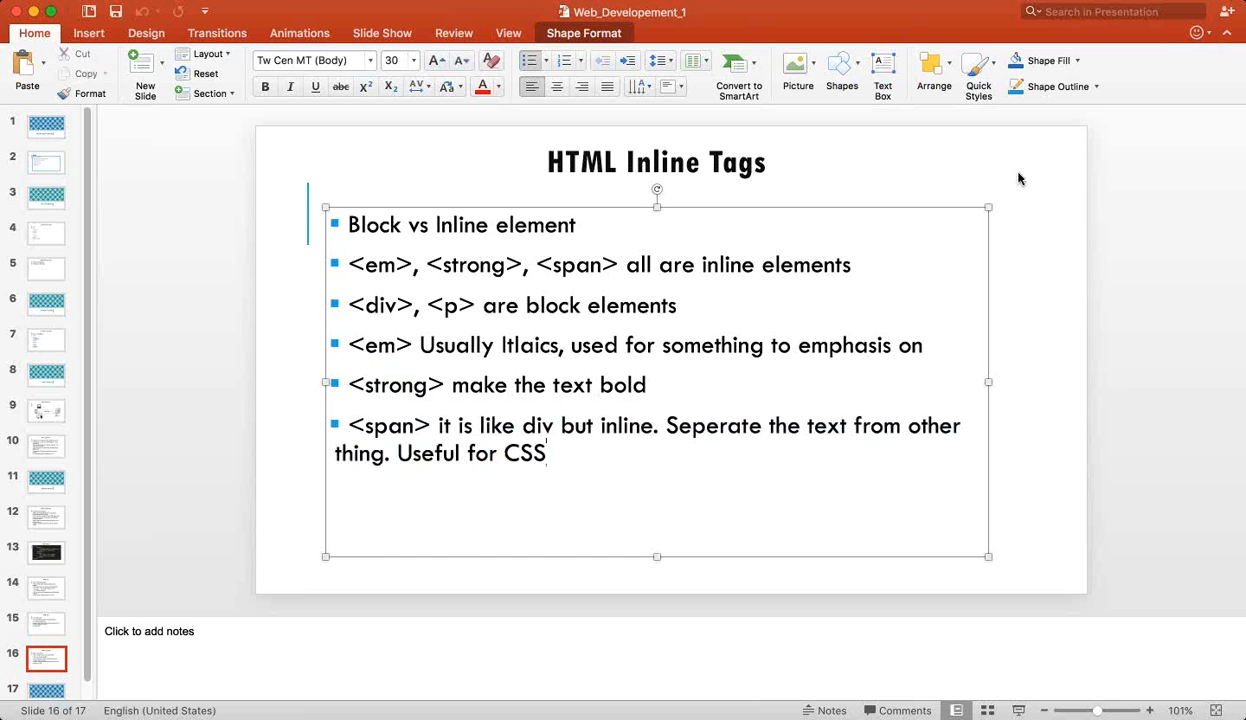 Web_Developement_1
Search in Presentation
Home Insert Design Transitions Animations Slide Show Review View Shape Format
Paste
Cut
Copy
Format
New Slide
Layout
Reset
Section
Tw Cen MT (Body) 30
B I U abc X² X₂ AV Aa A
Convert to SmartArt
Picture
Shapes
Text Box
Arrange
Quick Styles
Shape Fill
Shape Outline
1
2
3
4
5
6
7
8
9
10
11
12
13
14
15
16
17
HTML Inline Tags
Block vs Inline element
<em>, <strong>, <span> all are inline elements
<div>, <p> are block elements
<em> Usually Itlaics, used for something to emphasis on
<strong> make the text bold
<span> it is like div but inline. Seperate the text from other
thing. Useful for CSS
Click to add notes
Slide 16 of 17 English (United States) Notes Comments 101%